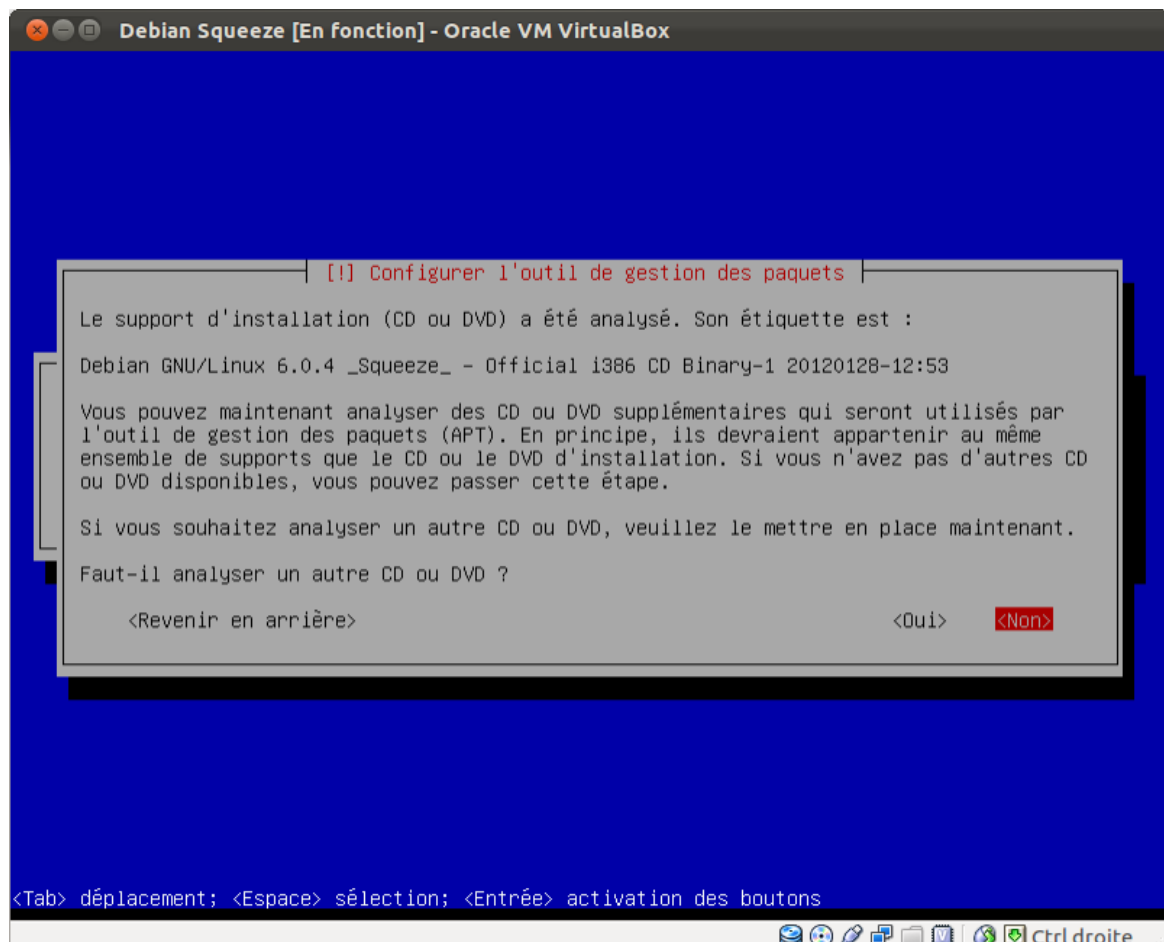 Debian Squeeze [En fonction] - Oracle VM VirtualBox
[!] Configurer l'outil de gestion des paquets
Le support d'installation (CD ou DVD) a été analysé. Son étiquette est :
Debian GNU/Linux 6.0.4 _Squeeze_ - Official i386 CD Binary-1 20120128-12:53
Vous pouvez maintenant analyser des CD ou DVD supplémentaires qui seront utilisés par
l'outil de gestion des paquets (APT). En principe, ils devraient appartenir au même
ensemble de supports que le CD ou le DVD d'installation. Si vous n'avez pas d'autres CD
ou DVD disponibles, vous pouvez passer cette étape.
Si vous souhaitez analyser un autre CD ou DVD, veuillez le mettre en place maintenant.
Faut-il analyser un autre CD ou DVD ?
<Revenir en arrière> <Oui> <Non>
<Tab> déplacement; <Espace> sélection; <Entrée> activation des boutons
Ctrl droite